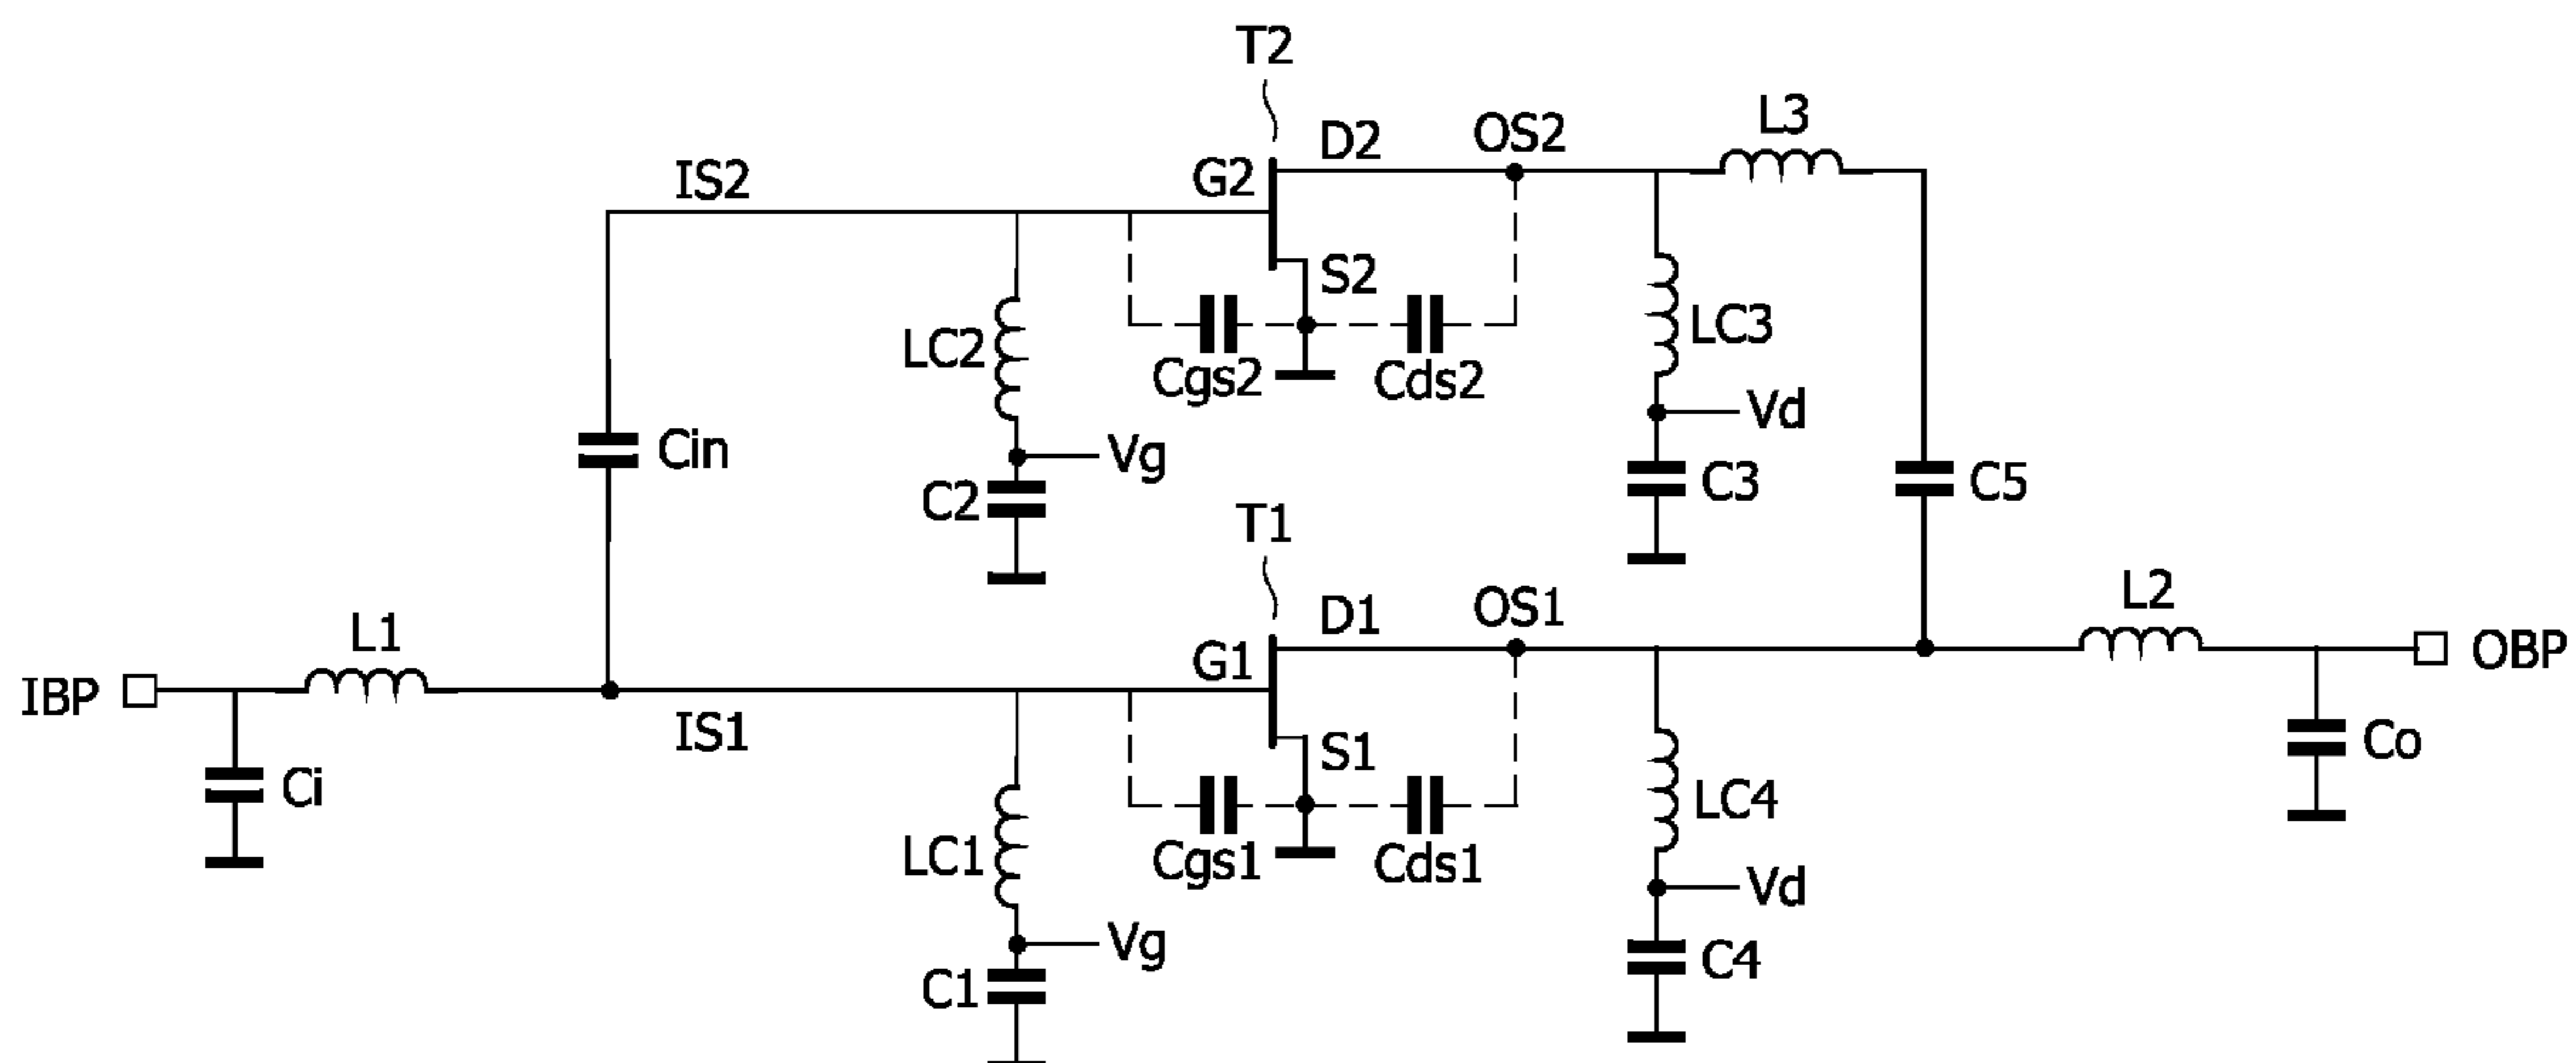 T2
L3
D2
OS2
IS2
G2
S2
LC2
LC3
Cgs2
Cds2
Vd
Cin
Vg
C2
C3
C5
T1
L2
D1
OS1
L1
G1
IBP
OBP
IS1
S1
Ci
Co
LC1
LC4
Cgs1
Cds1
Vd
Vg
C1
C4